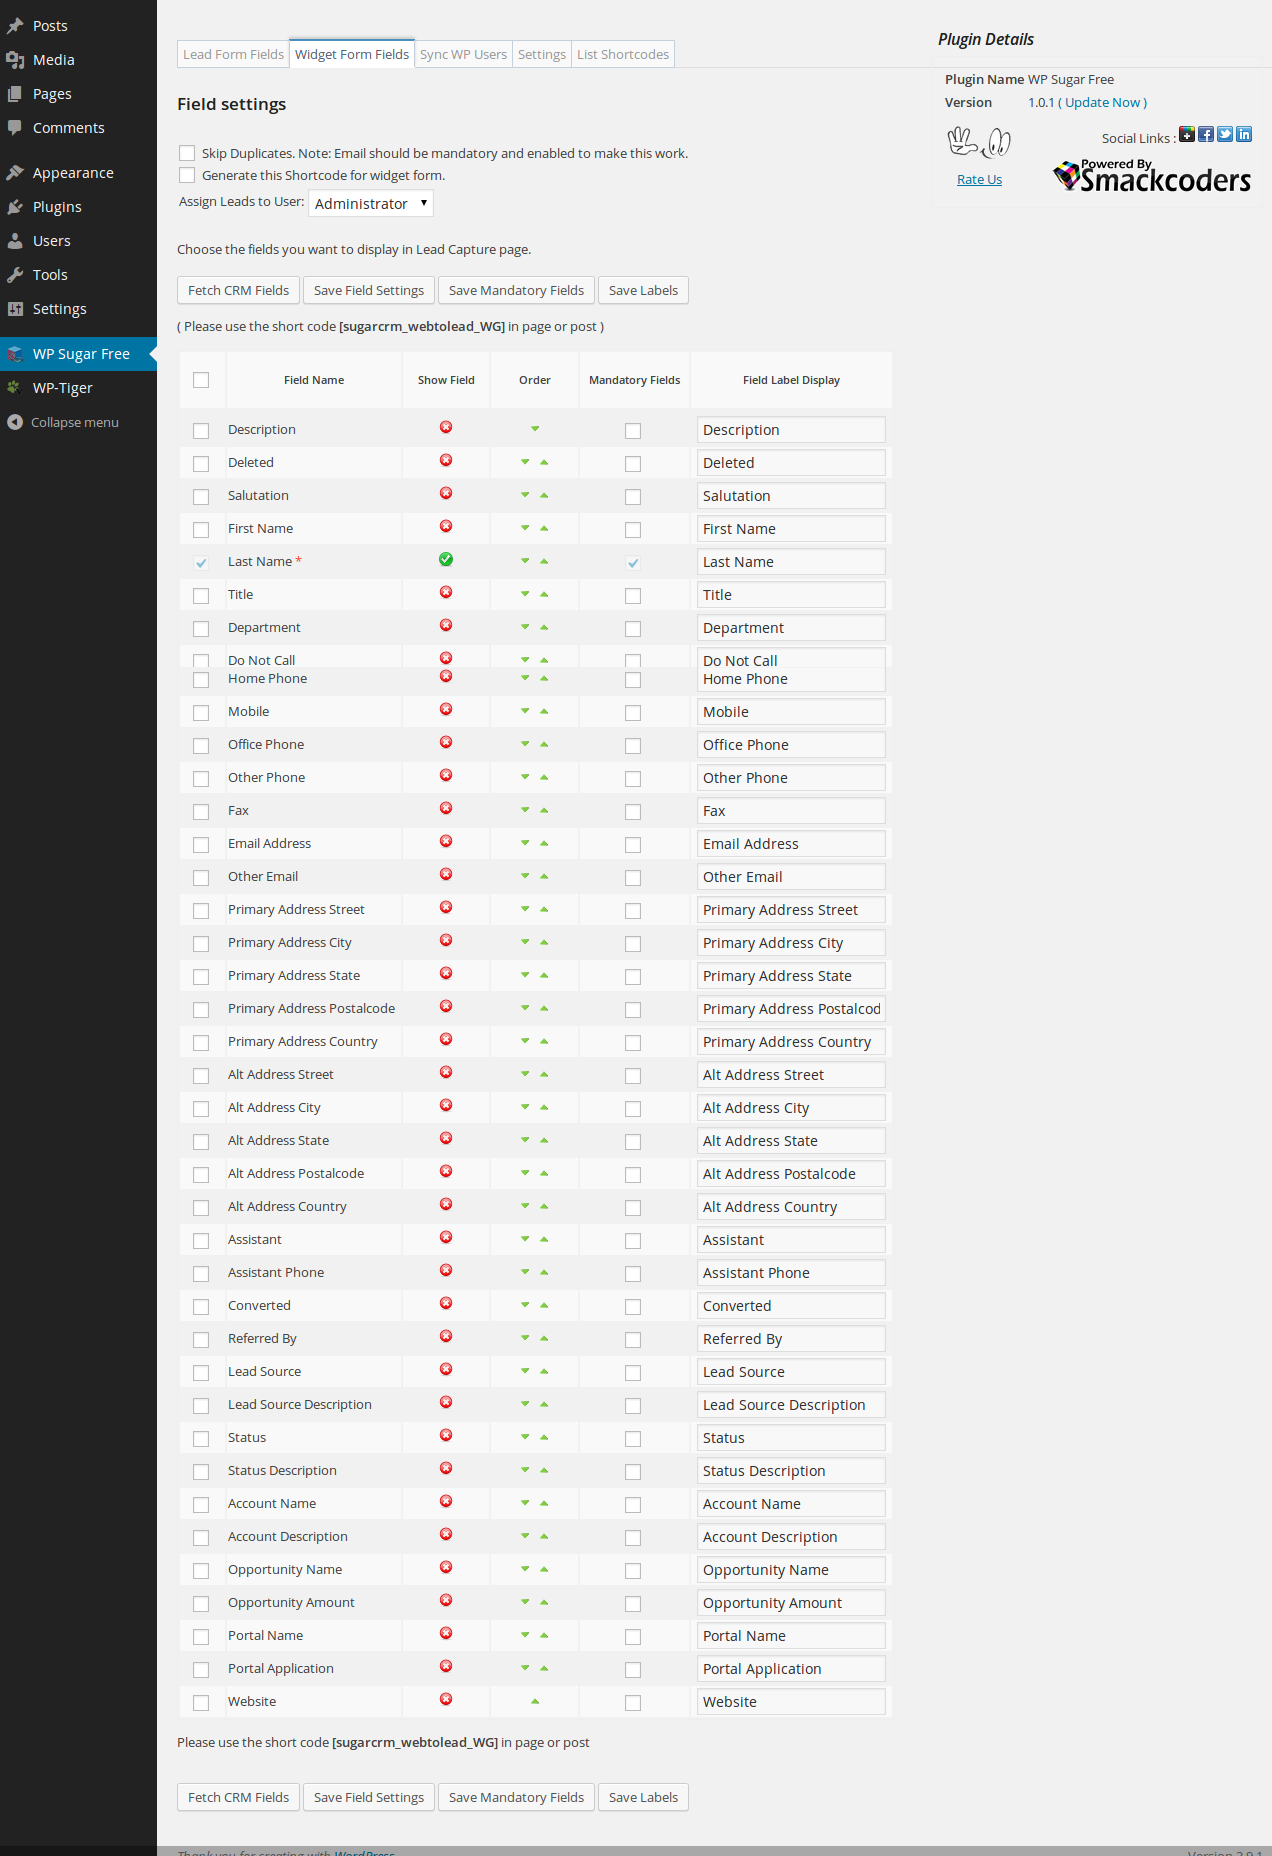 Posts
Media
Pages
Comments
Appearance
Plugins
Users
Tools
Settings
WP Sugar Free
WP-Tiger
Collapse menu
Lead Form Fields Widget Form Fields Sync WP Users Settings List Shortcodes
Plugin Details
Plugin Name WP Sugar Free
Version 1.0.1 ( Update Now )
Social Links :
Rate Us
Powered By
Smackcoders
Field settings
Skip Duplicates. Note: Email should be mandatory and enabled to make this work.
Generate this Shortcode for widget form.
Assign Leads to User: Administrator
Choose the fields you want to display in Lead Capture page.
Fetch CRM Fields Save Field Settings Save Mandatory Fields Save Labels
( Please use the short code [sugarcrm_webtolead_WG] in page or post )
Field Name Show Field Order Mandatory Fields Field Label Display
Description Description
Deleted Deleted
Salutation Salutation
First Name First Name
Last Name * Last Name
Title Title
Department Department
Do Not Call Do Not Call
Home Phone Home Phone
Mobile Mobile
Office Phone Office Phone
Other Phone Other Phone
Fax Fax
Email Address Email Address
Other Email Other Email
Primary Address Street Primary Address Street
Primary Address City Primary Address City
Primary Address State Primary Address State
Primary Address Postalcode Primary Address Postalcod
Primary Address Country Primary Address Country
Alt Address Street Alt Address Street
Alt Address City Alt Address City
Alt Address State Alt Address State
Alt Address Postalcode Alt Address Postalcode
Alt Address Country Alt Address Country
Assistant Assistant
Assistant Phone Assistant Phone
Converted Converted
Referred By Referred By
Lead Source Lead Source
Lead Source Description Lead Source Description
Status Status
Status Description Status Description
Account Name Account Name
Account Description Account Description
Opportunity Name Opportunity Name
Opportunity Amount Opportunity Amount
Portal Name Portal Name
Portal Application Portal Application
Website Website
Please use the short code [sugarcrm_webtolead_WG] in page or post
Fetch CRM Fields Save Field Settings Save Mandatory Fields Save Labels
Thank you for creating with WordPress
Version 3.9.1